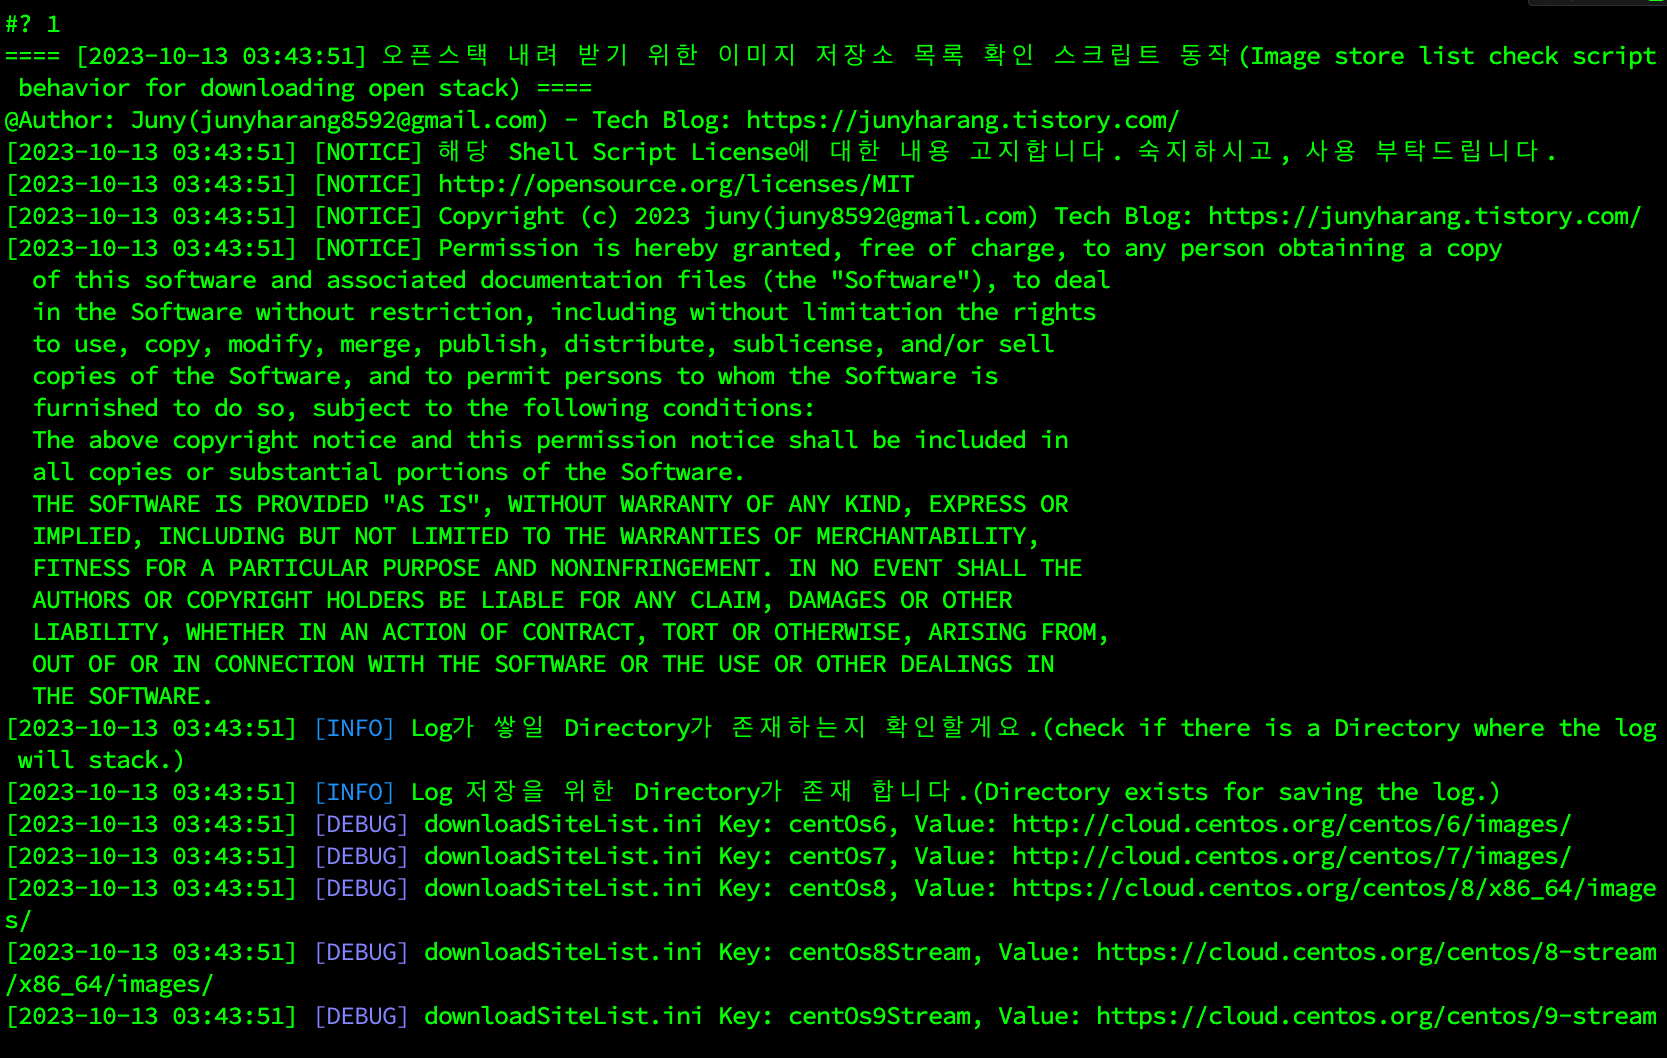 #? 1
==== [2023-10-13 03:43:51] 오픈스택 내려 받기 위한 이미지 저장소 목록 확인 스크립트 동작(Image store list check script
behavior for downloading open stack) ====
@Author: Juny(junyharang8592@gmail.com) - Tech Blog: https://junyharang.tistory.com/
[2023-10-13 03:43:51] [NOTICE] 해당 Shell Script License에 대한 내용 고지합니다. 숙지하시고, 사용 부탁드립니다.
[2023-10-13 03:43:51] [NOTICE] http://opensource.org/licenses/MIT
[2023-10-13 03:43:51] [NOTICE] Copyright (c) 2023 juny(juny8592@gmail.com) Tech Blog: https://junyharang.tistory.com/
[2023-10-13 03:43:51] [NOTICE] Permission is hereby granted, free of charge, to any person obtaining a copy
of this software and associated documentation files (the "Software"), to deal
in the Software without restriction, including without limitation the rights
to use, copy, modify, merge, publish, distribute, sublicense, and/or sell
copies of the Software, and to permit persons to whom the Software is
furnished to do so, subject to the following conditions:
The above copyright notice and this permission notice shall be included in
all copies or substantial portions of the Software.
THE SOFTWARE IS PROVIDED "AS IS", WITHOUT WARRANTY OF ANY KIND, EXPRESS OR
IMPLIED, INCLUDING BUT NOT LIMITED TO THE WARRANTIES OF MERCHANTABILITY,
FITNESS FOR A PARTICULAR PURPOSE AND NONINFRINGEMENT. IN NO EVENT SHALL THE
AUTHORS OR COPYRIGHT HOLDERS BE LIABLE FOR ANY CLAIM, DAMAGES OR OTHER
LIABILITY, WHETHER IN AN ACTION OF CONTRACT, TORT OR OTHERWISE, ARISING FROM,
OUT OF OR IN CONNECTION WITH THE SOFTWARE OR THE USE OR OTHER DEALINGS IN
THE SOFTWARE.
[2023-10-13 03:43:51] [INFO] Log가 쌓일 Directory가 존재하는지 확인할게요.(check if there is a Directory where the log
will stack.)
[2023-10-13 03:43:51] [INFO] Log 저장을 위한 Directory가 존재 합니다.(Directory exists for saving the log.)
[2023-10-13 03:43:51] [DEBUG] downloadSiteList.ini Key: centOs6, Value: http://cloud.centos.org/centos/6/images/
[2023-10-13 03:43:51] [DEBUG] downloadSiteList.ini Key: centOs7, Value: http://cloud.centos.org/centos/7/images/
[2023-10-13 03:43:51] [DEBUG] downloadSiteList.ini Key: centOs8, Value: https://cloud.centos.org/centos/8/x86_64/image
s/
[2023-10-13 03:43:51] [DEBUG] downloadSiteList.ini Key: centOs8Stream, Value: https://cloud.centos.org/centos/8-stream
/x86_64/images/
[2023-10-13 03:43:51] [DEBUG] downloadSiteList.ini Key: centOs9Stream, Value: https://cloud.centos.org/centos/9-stream